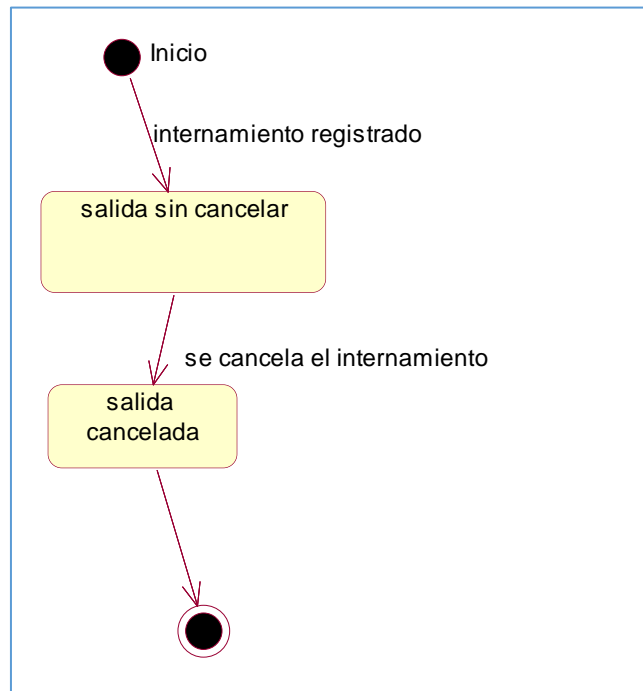 Inicio
internamiento registrado
salida sin cancelar
se cancela el internamiento
salida
cancelada